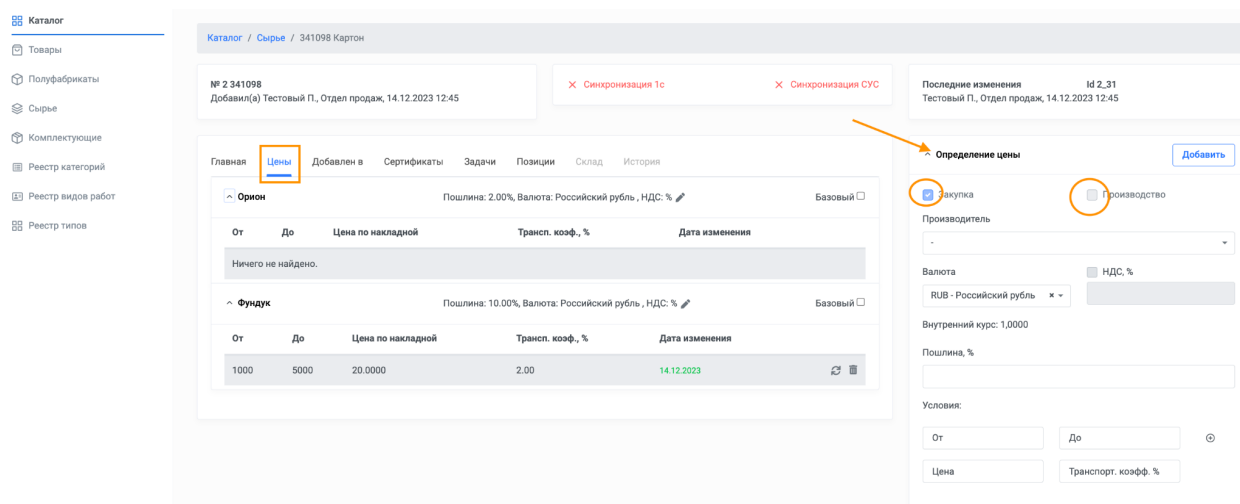 Каталог
Товары
Полуфабрикаты
Сырье
Комплектующие
Реестр категорий
Реестр видов работ
Реестр типов
Каталог / Сырье / 341098 Картон
№ 2 341098
Добавил(а) Тестовый П., Отдел продаж, 14.12.2023 12:45
Синхронизация 1с Синхронизация СУС
Последние изменения Id 2_31
Тестовый П., Отдел продаж, 14.12.2023 12:45
Главная Цены Добавлен в Сертификаты Задачи Позиции Склад История
Орион Пошлина: 2.00%, Валюта: Российский рубль , НДС: % Базовый
От До Цена по накладной Трансп. коэф., % Дата изменения
Ничего не найдено.
Фундук Пошлина: 10.00%, Валюта: Российский рубль , НДС: % Базовый
От До Цена по накладной Трансп. коэф., % Дата изменения
1000 5000 20.0000 2.00 14.12.2023
Определение цены Добавить
Закупка Производство
Производитель
-
Валюта НДС, %
RUB - Российский рубль
Внутренний курс: 1,0000
Пошлина, %
Условия:
От До
Цена Транспорт. коэфф. %